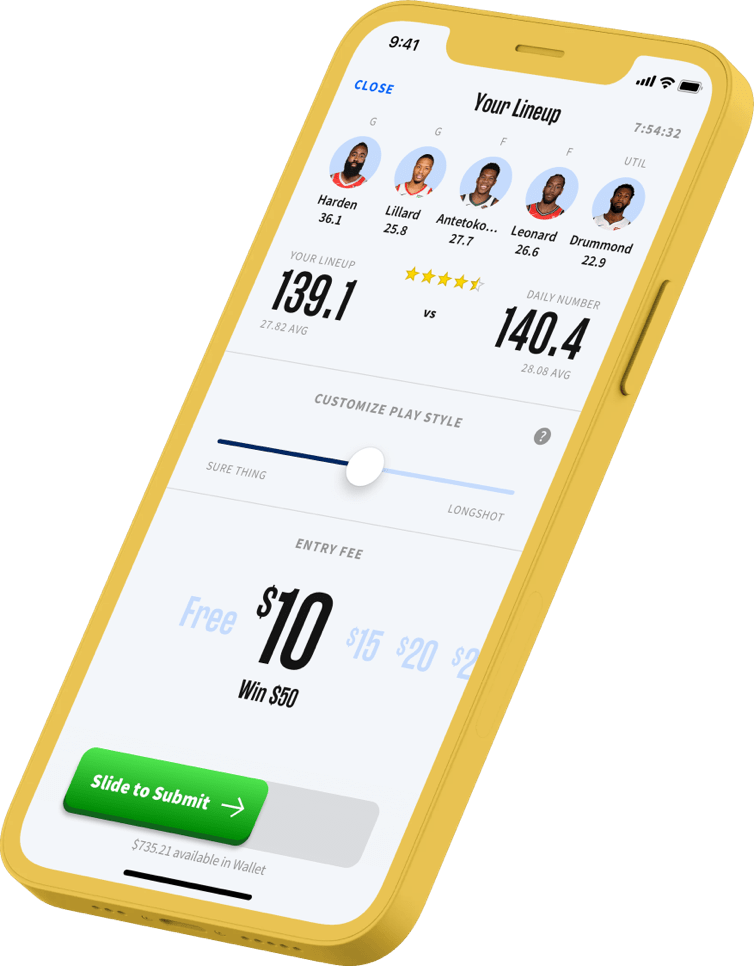 9:41
CLOSE
Your Lineup
7:54:32
G
G
F
F
UTIL
Harden
36.1
Lillard
25.8
Antetoko...
27.7
Leonard
26.6
Drummond
22.9
YOUR LINEUP
139.1
27.82 AVG
vs
DAILY NUMBER
140.4
28.08 AVG
CUSTOMIZE PLAY STYLE
?
SURE THING
LONGSHOT
ENTRY FEE
Free $10 $15 $20 $2
Win $50
Slide to Submit
$735.21 available in Wallet